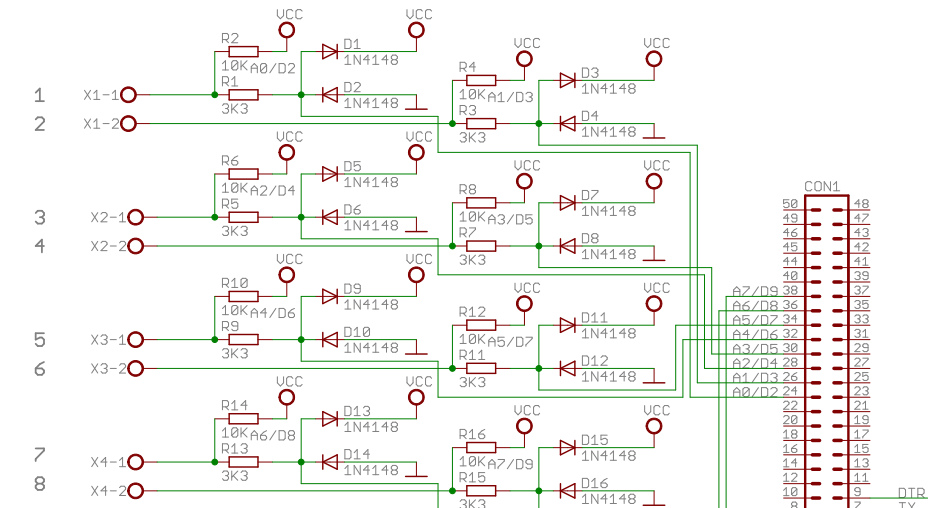 VCC
VCC
R2
D1
VCC
VCC
10K A0/D2
1N4148
R4
D3
R1
D2
10K A1/D3
1N4148
1
X1-1
3K3
1N4148
R3
D4
2
X1-2
3K3
1N4148
VCC
VCC
R6
D5
VCC
VCC
10K A2/D4
1N4148
R8
D7
CON1
R5
D6
10K A3/D5
1N4148
50
48
3
X2-1
3K3
1N4148
49
47
R7
D8
46
43
4
X2-2
3K3
1N4148
45
42
VCC
VCC
44
41
40
39
R10
D9
VCC
VCC
A7/D9
38
37
10K A4/D6
1N4148
A6/D8
36
35
R12
D11
A5/D7
34
33
R9
D10
10K A5/D7
1N4148
A4/D6
32
31
5
X3-1
3K3
1N4148
A3/D5
30
29
R11
D12
A2/D4
28
27
6
X3-2
3K3
1N4148
A1/D3
26
25
VCC
VCC
A0/D2
24
23
R14
D13
VCC
VCC
22
21
10K A6/D8
1N4148
20
19
R16
D15
18
17
R13
D14
10K A7/D9
1N4148
16
15
7
X4-1
3K3
1N4148
14
13
R15
D16
12
11
8
X4-2
3K3
1N4148
10
9
DTR
8
7
TX